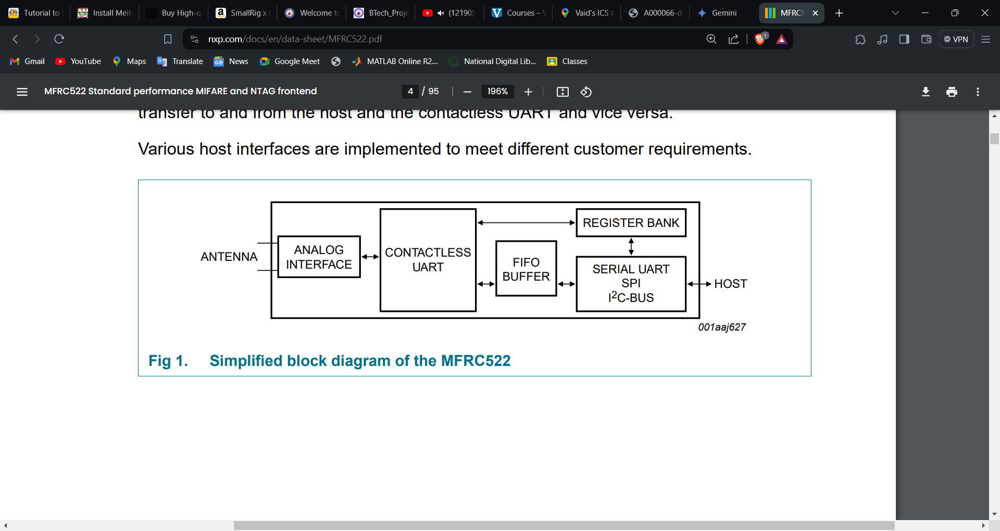 Tutorial to
Install Meite
Buy High-q
SmallRig x
Welcome to
BTech_Proje
(12190)
Courses –
Vaid's ICS t
A000066-d
Gemini
MFRC5
nxp.com/docs/en/data-sheet/MFRC522.pdf
1
VPN
Gmail
YouTube
Maps
Translate
News
Google Meet
MATLAB Online R2...
National Digital Lib...
Classes
MFRC522 Standard performance MIFARE and NTAG frontend
4 / 95
196%
transfer to and from the host and the contactless UART and vice versa.
Various host interfaces are implemented to meet different customer requirements.
ANTENNA
ANALOG
INTERFACE
CONTACTLESS
UART
FIFO
BUFFER
REGISTER BANK
SERIAL UART
SPI
I²C-BUS
HOST
001aaj627
Fig 1. Simplified block diagram of the MFRC522